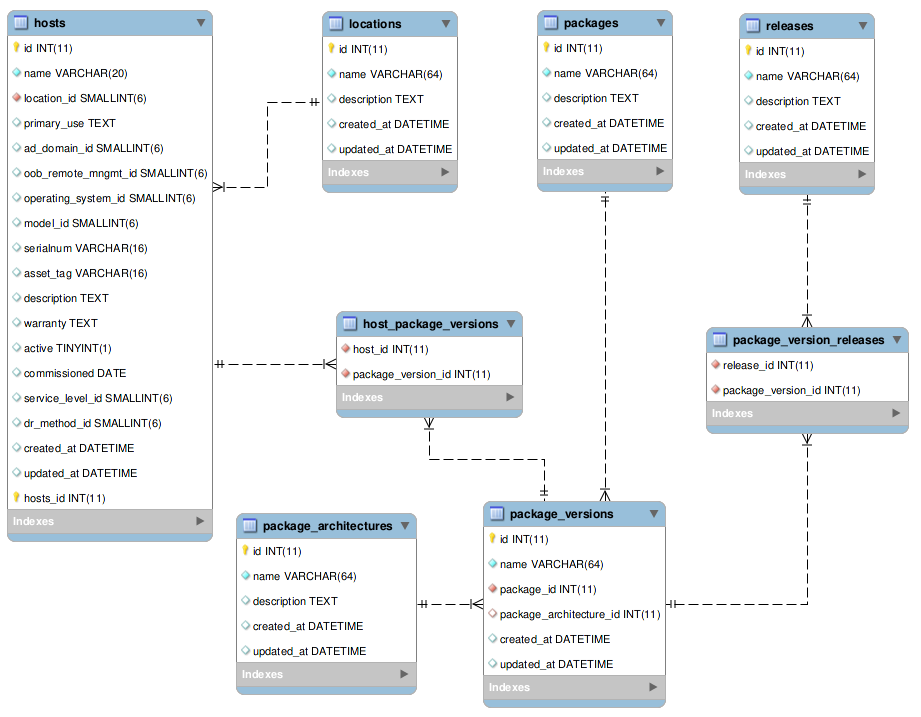 hosts
id INT(11)
name VARCHAR(20)
location_id SMALLINT(6)
primary_use TEXT
ad_domain_id SMALLINT(6)
oob_remote_mngmt_id SMALLINT(6)
operating_system_id SMALLINT(6)
model_id SMALLINT(6)
serialnum VARCHAR(16)
asset_tag VARCHAR(16)
description TEXT
warranty TEXT
active TINYINT(1)
commissioned DATE
service_level_id SMALLINT(6)
dr_method_id SMALLINT(6)
created_at DATETIME
updated_at DATETIME
hosts_id INT(11)
Indexes
locations
id INT(11)
name VARCHAR(64)
description TEXT
created_at DATETIME
updated_at DATETIME
Indexes
packages
id INT(11)
name VARCHAR(64)
description TEXT
created_at DATETIME
updated_at DATETIME
Indexes
releases
id INT(11)
name VARCHAR(64)
description TEXT
created_at DATETIME
updated_at DATETIME
Indexes
host_package_versions
host_id INT(11)
package_version_id INT(11)
Indexes
package_version_releases
release_id INT(11)
package_version_id INT(11)
Indexes
package_architectures
id INT(11)
name VARCHAR(64)
description TEXT
created_at DATETIME
updated_at DATETIME
Indexes
package_versions
id INT(11)
name VARCHAR(64)
package_id INT(11)
package_architecture_id INT(11)
created_at DATETIME
updated_at DATETIME
Indexes